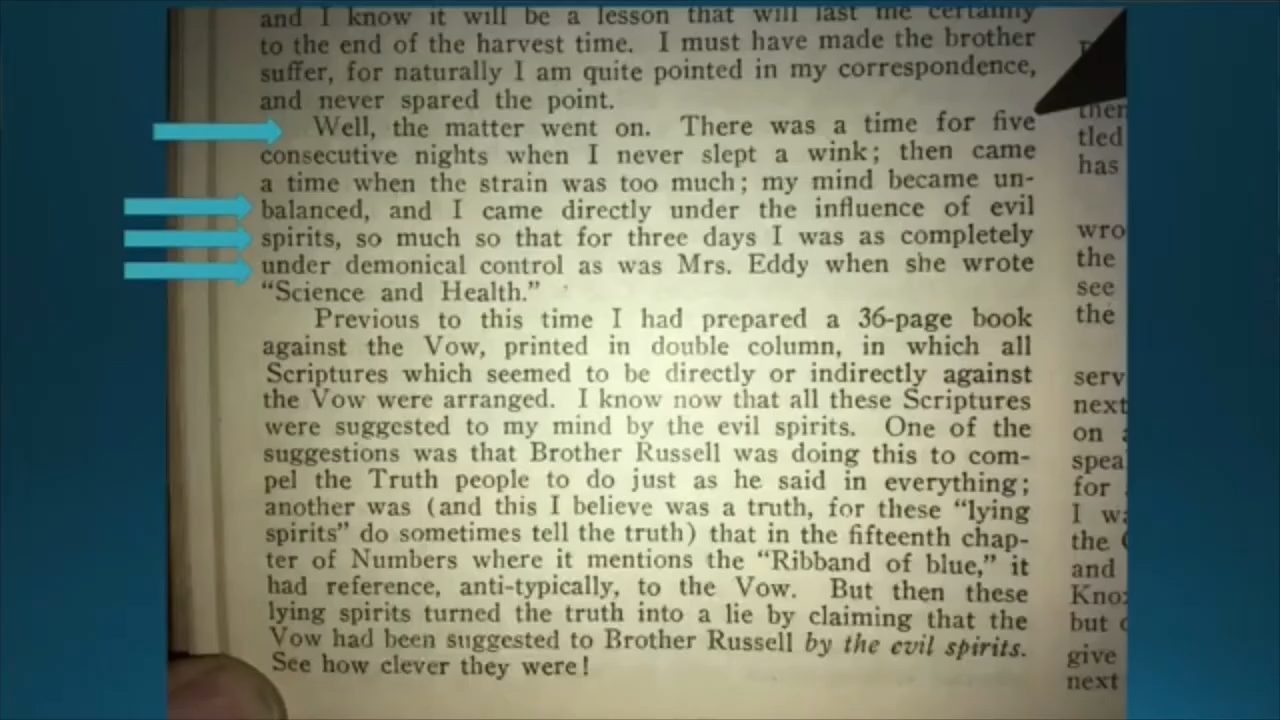 and I know it will be a lesson that will last me certainly
to the end of the harvest time. I must have made the brother
suffer, for naturally I am quite pointed in my correspondence,
and never spared the point.
Well, the matter went on. There was a time for five
consecutive nights when I never slept a wink; then came
a time when the strain was too much; my mind became un-
balanced, and I came directly under the influence of evil
spirits, so much so that for three days I was as completely
under demonical control as was Mrs. Eddy when she wrote
"Science and Health."
Previous to this time I had prepared a 36-page book
against the Vow, printed in double column, in which all
Scriptures which seemed to be directly or indirectly against
the Vow were arranged. I know now that all these Scriptures
were suggested to my mind by the evil spirits. One of the
suggestions was that Brother Russell was doing this to com-
pel the Truth people to do just as he said in everything;
another was (and this I believe was a truth, for these "lying
spirits" do sometimes tell the truth) that in the fifteenth chap-
ter of Numbers where it mentions the "Ribband of blue," it
had reference, anti-typically, to the Vow. But then these
lying spirits turned the truth into a lie by claiming that the
Vow had been suggested to Brother Russell by the evil spirits.
See how clever they were!
then
tled
has
wro
the
see
the
serv
next
on
spea
for
I wa
the
and
Kno
but
give
next